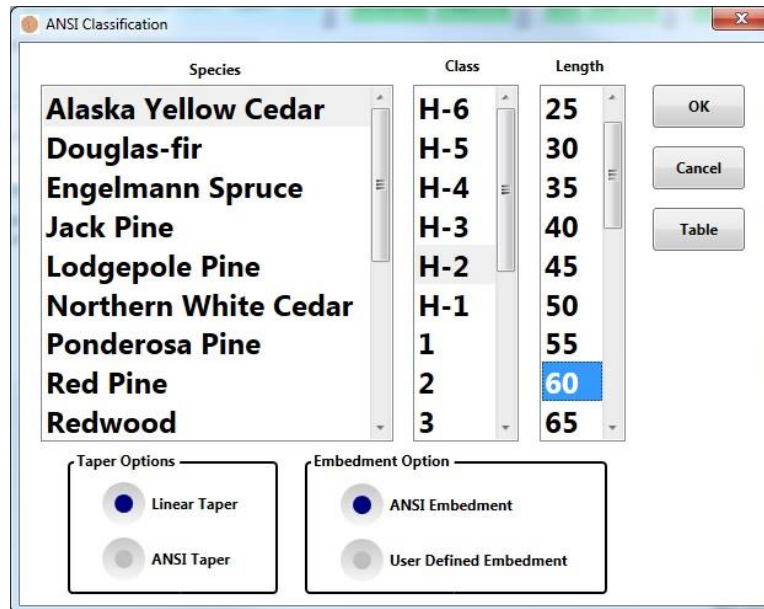 ANSI Classification
x
Species
Class
Length
Alaska Yellow Cedar
Douglas-fir
Engelmann Spruce
Jack Pine
Lodgepole Pine
Northern White Cedar
Ponderosa Pine
Red Pine
Redwood
H-6
H-5
H-4
H-3
H-2
H-1
1
2
3
25
30
35
40
45
50
55
60
65
OK
Cancel
Table
Taper Options
Linear Taper
ANSI Taper
Embedment Option
ANSI Embedment
User Defined Embedment